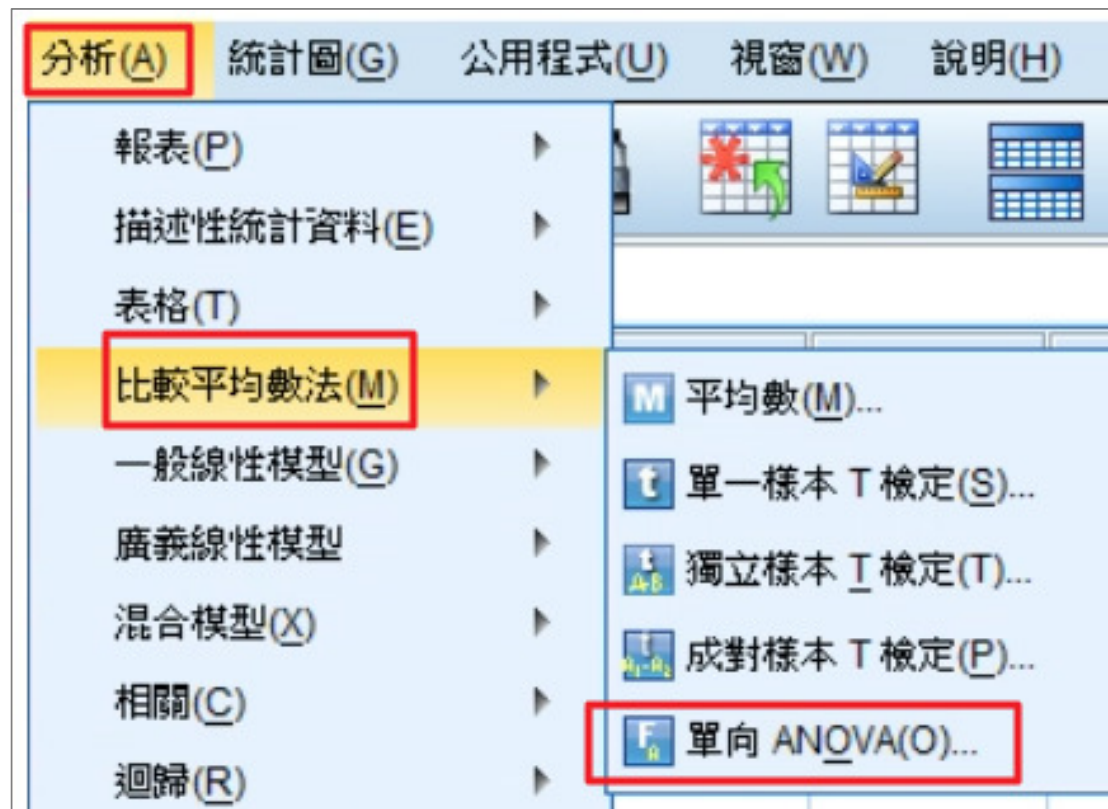 分析(A) 統計圖(G) 公用程式(U) 視窗(W) 說明(H)
報表(P)
描述性統計資料(E)
表格(T)
比較平均數法(M)
一般線性模型(G)
廣義線性模型
混合模型(X)
相關(C)
迴歸(R)
M 平均數(M)...
t 單一樣本 T 檢定(S)...
t A-B 獨立樣本 T 檢定(T)...
t A1-A2 成對樣本 T 檢定(P)...
F A 單向 ANOVA(O)...